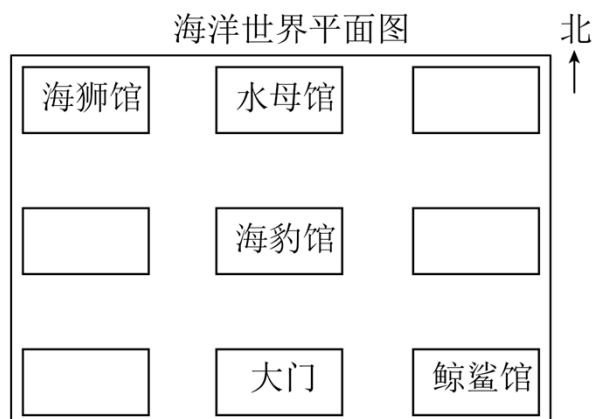 海洋世界平面图
北
海狮馆 水母馆
海豹馆
大门 鲸鲨馆